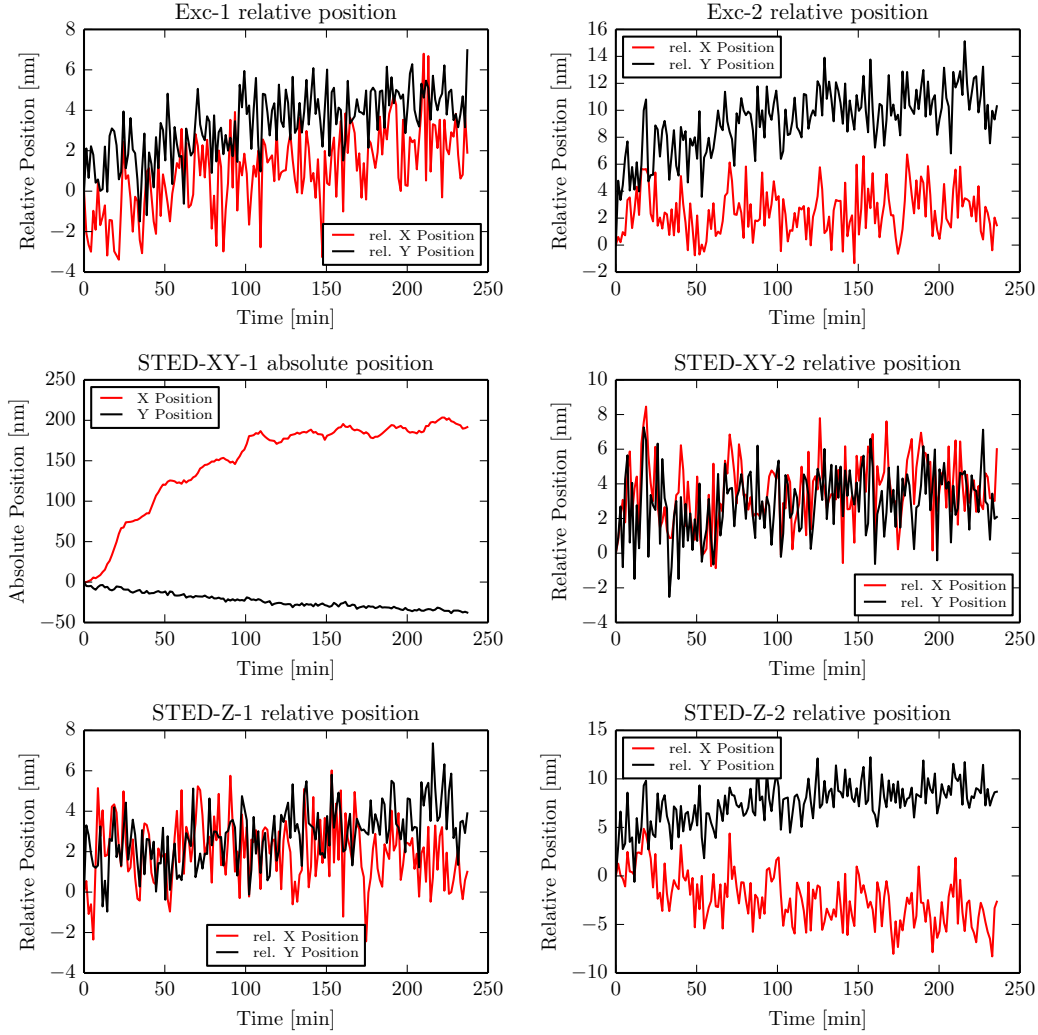 Exc-1 relative position
Relative Position [nm]
8
6
4
2
0
−2
−4
rel. X Position
rel. Y Position
0 50 100 150 200 250
Time [min]
Exc-2 relative position
Relative Position [nm]
16
14
12
10
8
6
4
2
0
−2
rel. X Position
rel. Y Position
0 50 100 150 200 250
Time [min]
STED-XY-1 absolute position
Absolute Position [nm]
250
200
150
100
50
0
−50
X Position
Y Position
0 50 100 150 200 250
Time [min]
STED-XY-2 relative position
Relative Position [nm]
10
8
6
4
2
0
−2
−4
rel. X Position
rel. Y Position
0 50 100 150 200 250
Time [min]
STED-Z-1 relative position
Relative Position [nm]
8
6
4
2
0
−2
−4
rel. X Position
rel. Y Position
0 50 100 150 200 250
Time [min]
STED-Z-2 relative position
Relative Position [nm]
15
10
5
0
−5
−10
rel. X Position
rel. Y Position
0 50 100 150 200 250
Time [min]